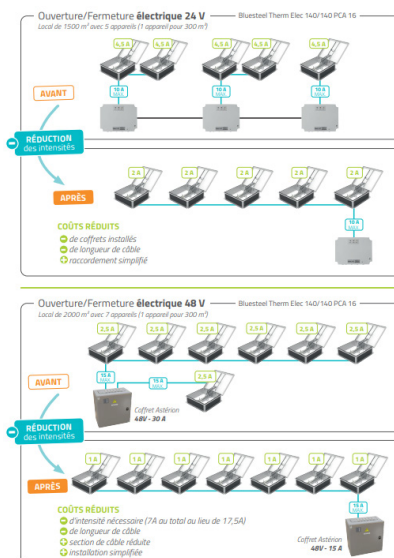 Ouverture/Fermeture électrique 24 V Bluesteel Therm Elec 140/140 PCA 16
Local de 1500 m² avec 5 appareils (1 appareil pour 300 m²)
4,5 A 4,5 A 4,5 A 4,5 A 4,5 A
AVANT
10 A MAX. 10 A MAX. 10 A MAX.
RÉDUCTION
des intensités
2 A 2 A 2 A 2 A 2 A
APRÈS
10 A
MAX.
COÛTS RÉDUITS
de coffrets installés
de longueur de câble
raccordement simplifié
Ouverture/Fermeture électrique 48 V Bluesteel Therm Elec 140/140 PCA 16
Local de 2000 m² avec 7 appareils (1 appareil pour 300 m²)
2,5 A 2,5 A 2,5 A 2,5 A 2,5 A 2,5 A
AVANT
15 A MAX. 15 A MAX. 2,5 A
Coffret Astérion
48V - 30 A
RÉDUCTION
des intensités
1 A 1 A 1 A 1 A 1 A 1 A 1 A
APRÈS
15 A
MAX.
COÛTS RÉDUITS
d'intensité nécessaire (7A au total au lieu de 17,5A)
de longueur de câble
section de câble réduite
installation simplifiée
Coffret Astérion
48V - 15 A